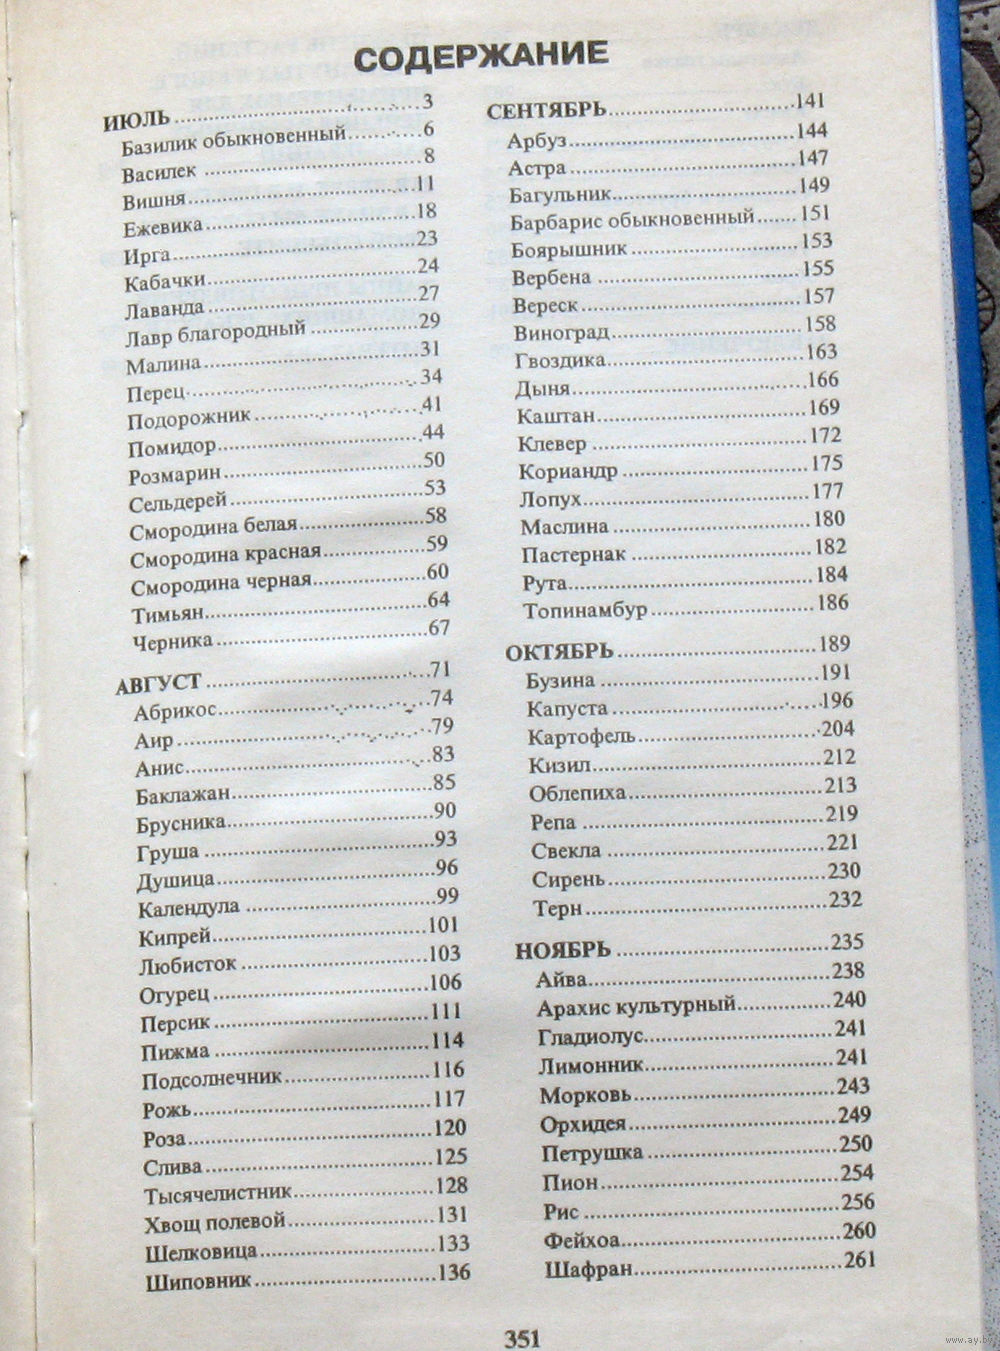 СОДЕРЖАНИЕ
ИЮЛЬ ........ 3
Базилик обыкновенный ........ 6
Василек ........ 8
Вишня ........ 11
Ежевика ........ 18
Ирга ........ 23
Кабачки ........ 24
Лаванда ........ 27
Лавр благородный ........ 29
Малина ........ 31
Перец ........ 34
Подорожник ........ 41
Помидор ........ 44
Розмарин ........ 50
Сельдерей ........ 53
Смородина белая ........ 58
Смородина красная ........ 59
Смородина черная ........ 60
Тимьян ........ 64
Черника ........ 67
АВГУСТ ........ 71
Абрикос ........ 74
Аир ........ 79
Анис ........ 83
Баклажан ........ 85
Брусника ........ 90
Груша ........ 93
Душица ........ 96
Календула ........ 99
Кипрей ........ 101
Любисток ........ 103
Огурец ........ 106
Персик ........ 111
Пижма ........ 114
Подсолнечник ........ 116
Рожь ........ 117
Роза ........ 120
Слива ........ 125
Тысячелистник ........ 128
Хвощ полевой ........ 131
Шелковица ........ 133
Шиповник ........ 136
СЕНТЯБРЬ ........ 141
Арбуз ........ 144
Астра ........ 147
Багульник ........ 149
Барбарис обыкновенный ........ 151
Боярышник ........ 153
Вербена ........ 155
Вереск ........ 157
Виноград ........ 158
Гвоздика ........ 163
Дыня ........ 166
Каштан ........ 169
Клевер ........ 172
Кориандр ........ 175
Лопух ........ 177
Маслина ........ 180
Пастернак ........ 182
Рута ........ 184
Топинамбур ........ 186
ОКТЯБРЬ ........ 189
Бузина ........ 191
Капуста ........ 196
Картофель ........ 204
Кизил ........ 212
Облепиха ........ 213
Репа ........ 219
Свекла ........ 221
Сирень ........ 230
Терн ........ 232
НОЯБРЬ ........ 235
Айва ........ 238
Арахис культурный ........ 240
Гладиолус ........ 241
Лимонник ........ 241
Морковь ........ 243
Орхидея ........ 249
Петрушка ........ 250
Пион ........ 254
Рис ........ 256
Фейхоа ........ 260
Шафран ........ 261
351
www.ay.by